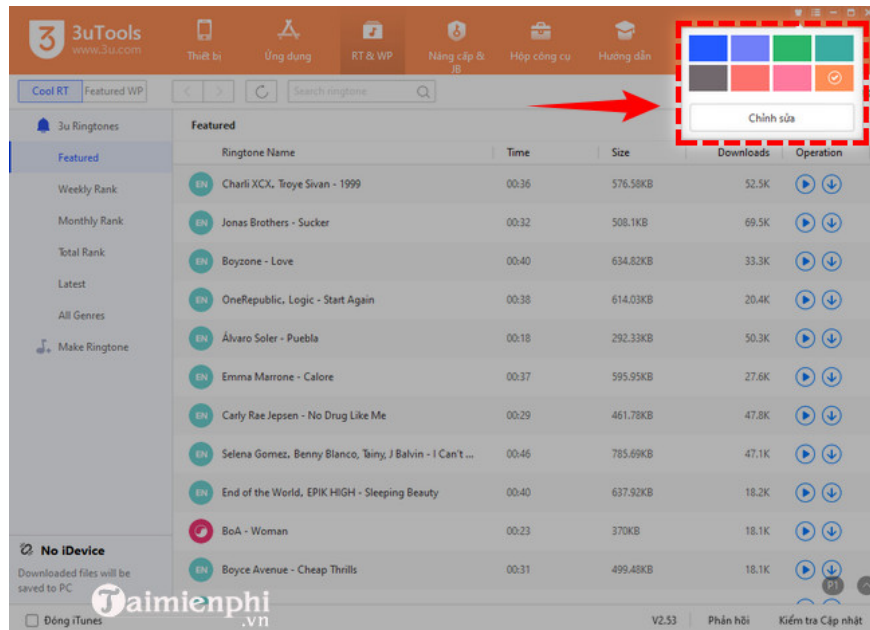 3
3uTools
www.3u.com
Thiết bị
Ứng dụng
RT & WP
Nâng cấp & JB
Hộp công cụ
Hướng dẫn
Chỉnh sửa
Cool RT
Featured WP
Search ringtone
3u Ringtones
Featured
Weekly Rank
Monthly Rank
Total Rank
Latest
All Genres
Make Ringtone
Featured
Ringtone Name Time Size Downloads Operation
EN Charli XCX, Troye Sivan - 1999 00:36 576.58KB 52.5K
EN Jonas Brothers - Sucker 00:32 508.1KB 69.5K
EN Boyzone - Love 00:40 634.82KB 33.3K
EN OneRepublic, Logic - Start Again 00:38 614.03KB 20.4K
EN Álvaro Soler - Puebla 00:18 292.33KB 50.3K
EN Emma Marrone - Calore 00:37 595.95KB 27.6K
EN Carly Rae Jepsen - No Drug Like Me 00:29 461.78KB 47.8K
EN Selena Gomez, Benny Blanco, Tainy, J Balvin - I Can't ... 00:46 785.69KB 47.1K
EN End of the World, EPIK HIGH - Sleeping Beauty 00:40 637.92KB 18.2K
BoA - Woman 00:23 370KB 18.1K
EN Boyce Avenue - Cheap Thrills 00:31 499.48KB 18.1K
P1
No iDevice
Downloaded files will be
saved to PC
Taimienphi
.vn
Đóng iTunes
V2.53
Phản hồi
Kiểm tra Cập nhật